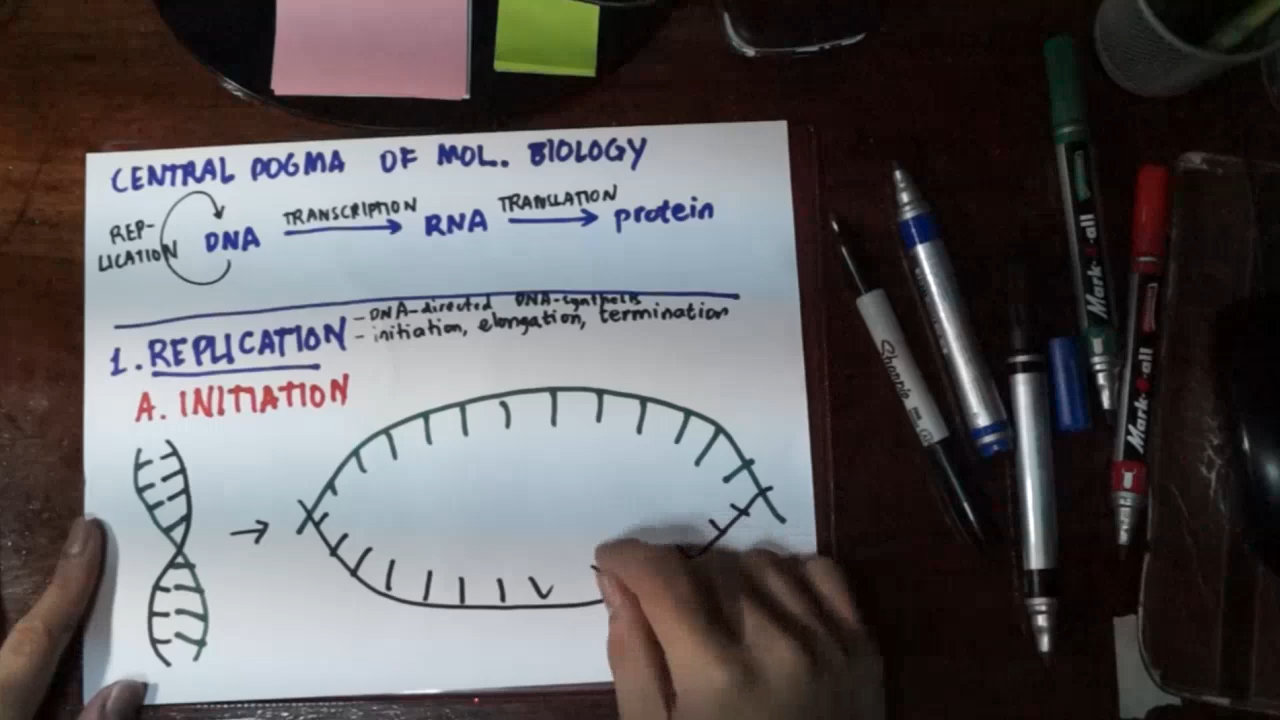 CENTRAL DOGMA OF MOL. BIOLOGY
REP-
LICATION
DNA TRANSCRIPTION RNA TRANSLATION protein
1. REPLICATION
- DNA-directed DNA-synthesis
- initiation, elongation, termination
A. INITIATION
Sharpie
Mark-all
Mark-all